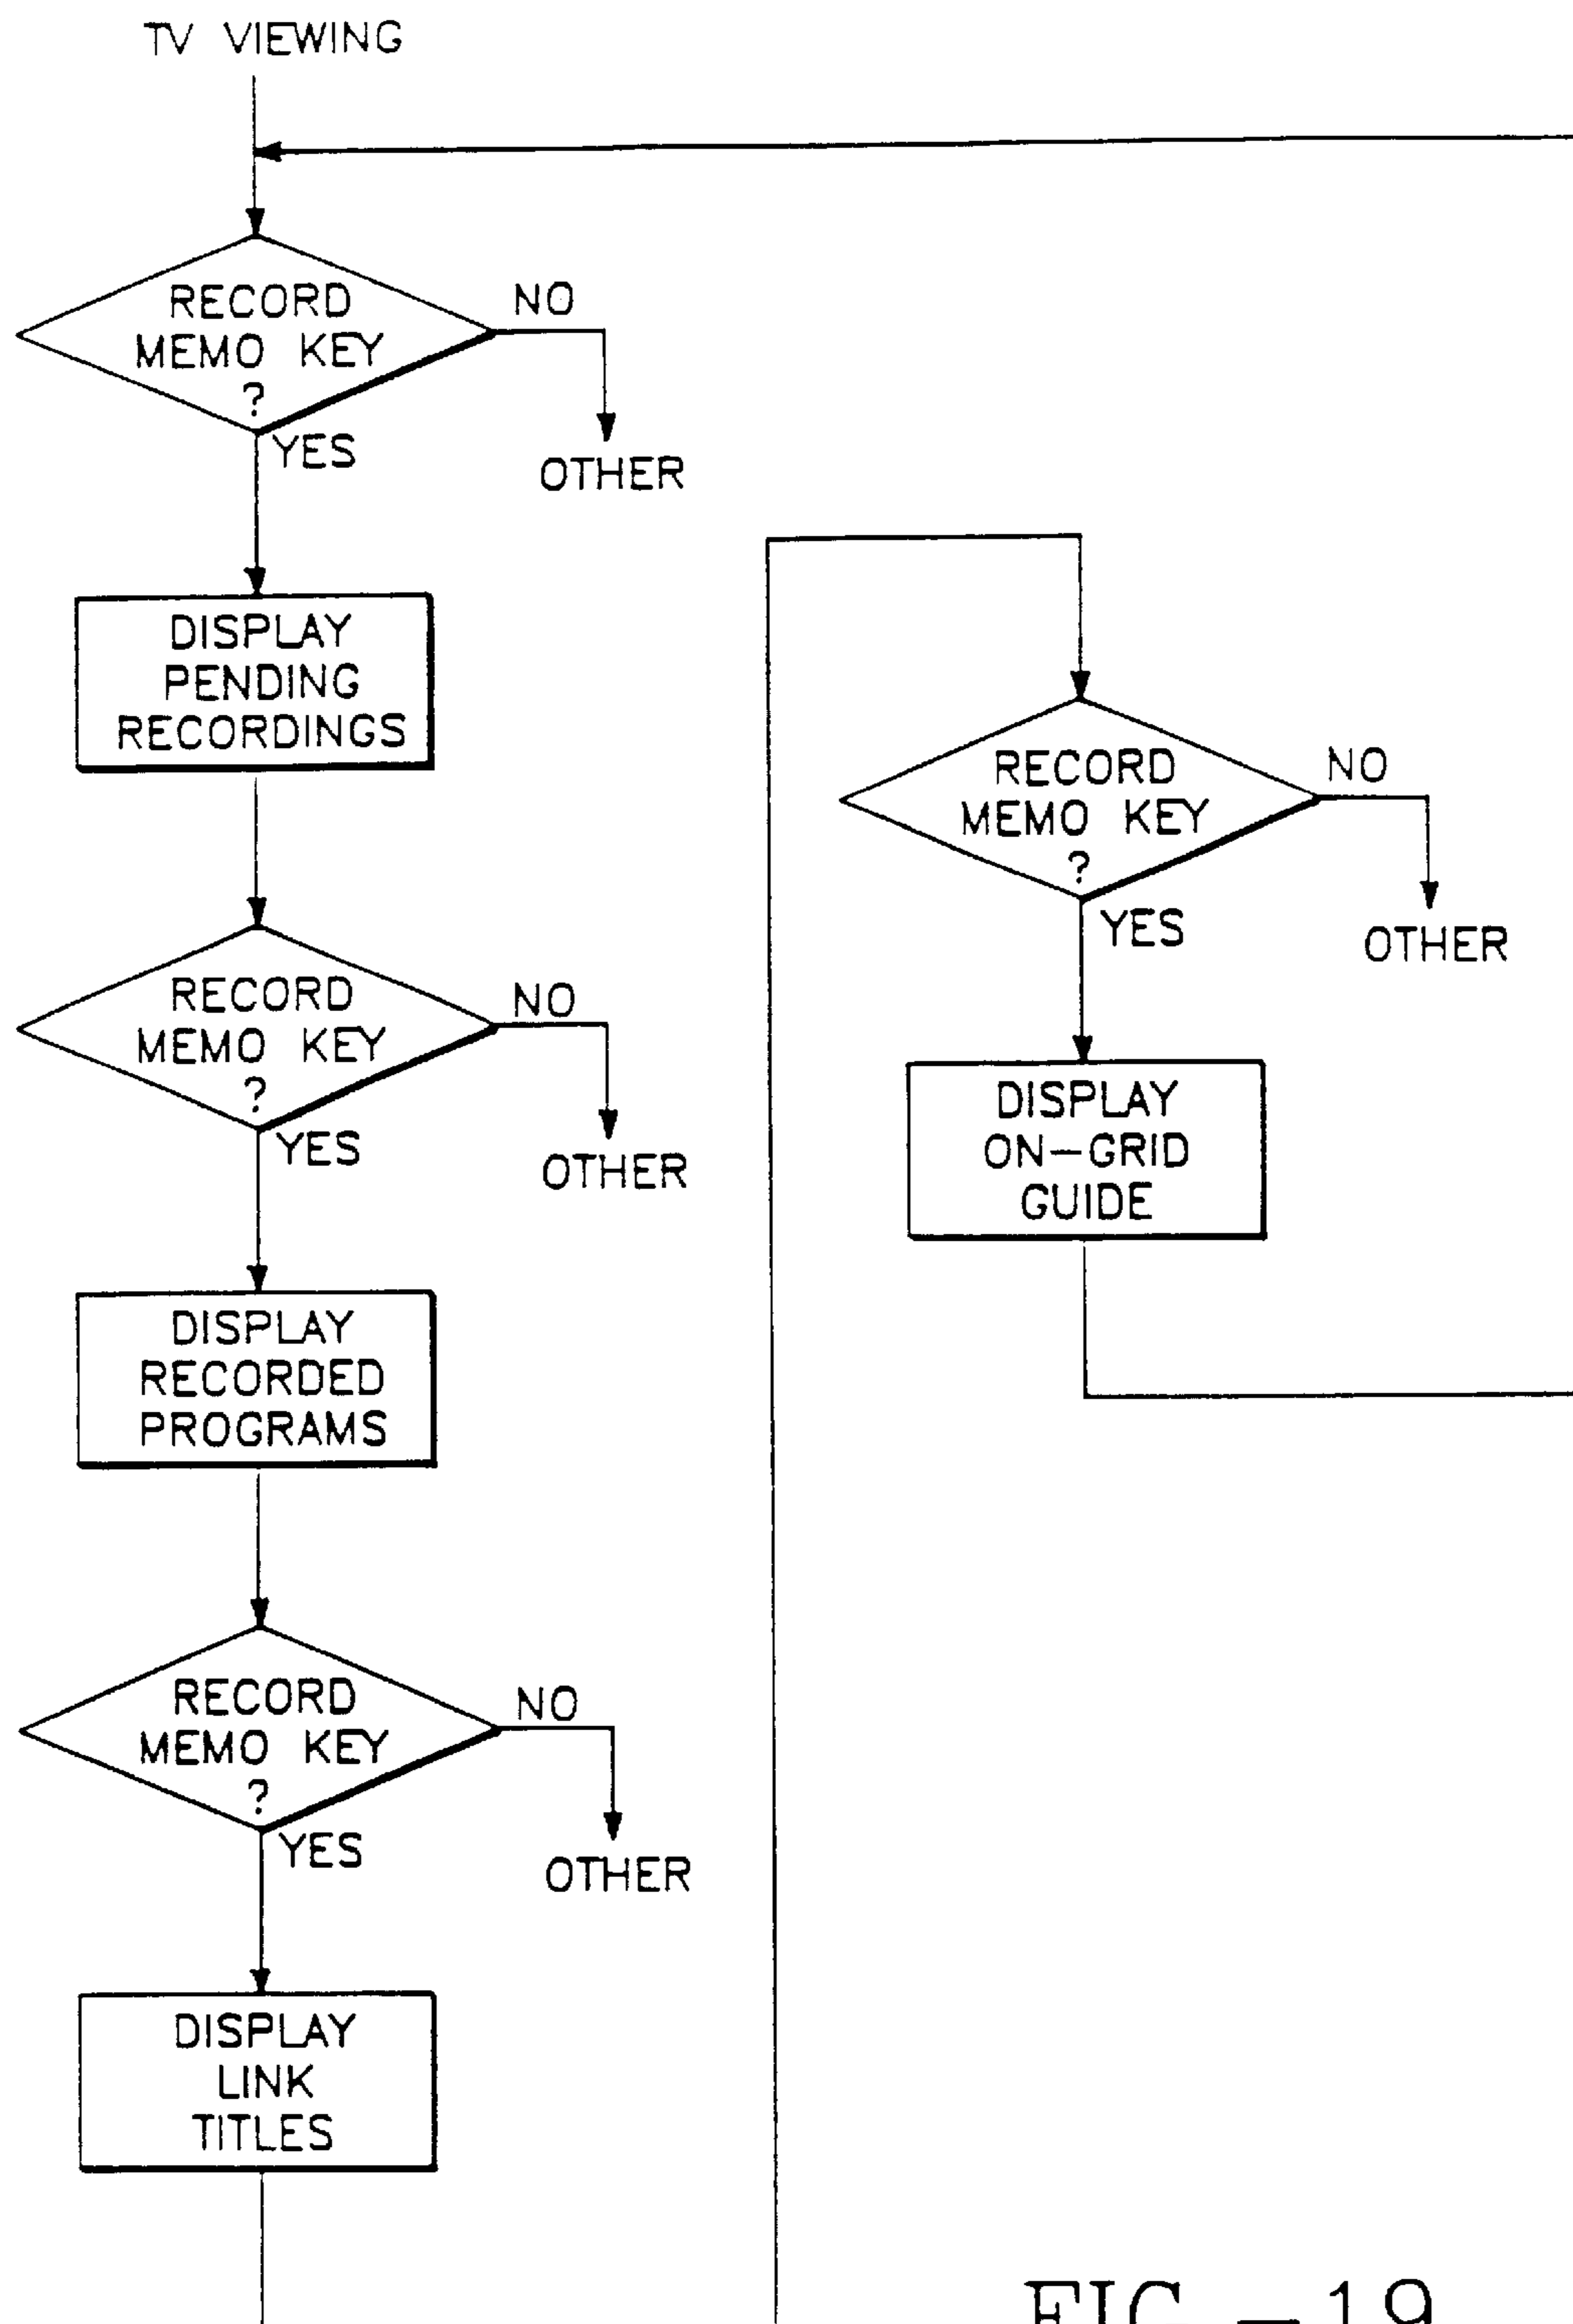 TV VIEWING
RECORD
MEMO KEY
?
NO
YES
OTHER
DISPLAY
PENDING
RECORDINGS
RECORD
MEMO KEY
?
NO
YES
OTHER
DISPLAY
RECORDED
PROGRAMS
RECORD
MEMO KEY
?
NO
YES
OTHER
DISPLAY
LINK
TITLES
RECORD
MEMO KEY
?
NO
YES
OTHER
DISPLAY
ON-GRID
GUIDE
FIG.-19